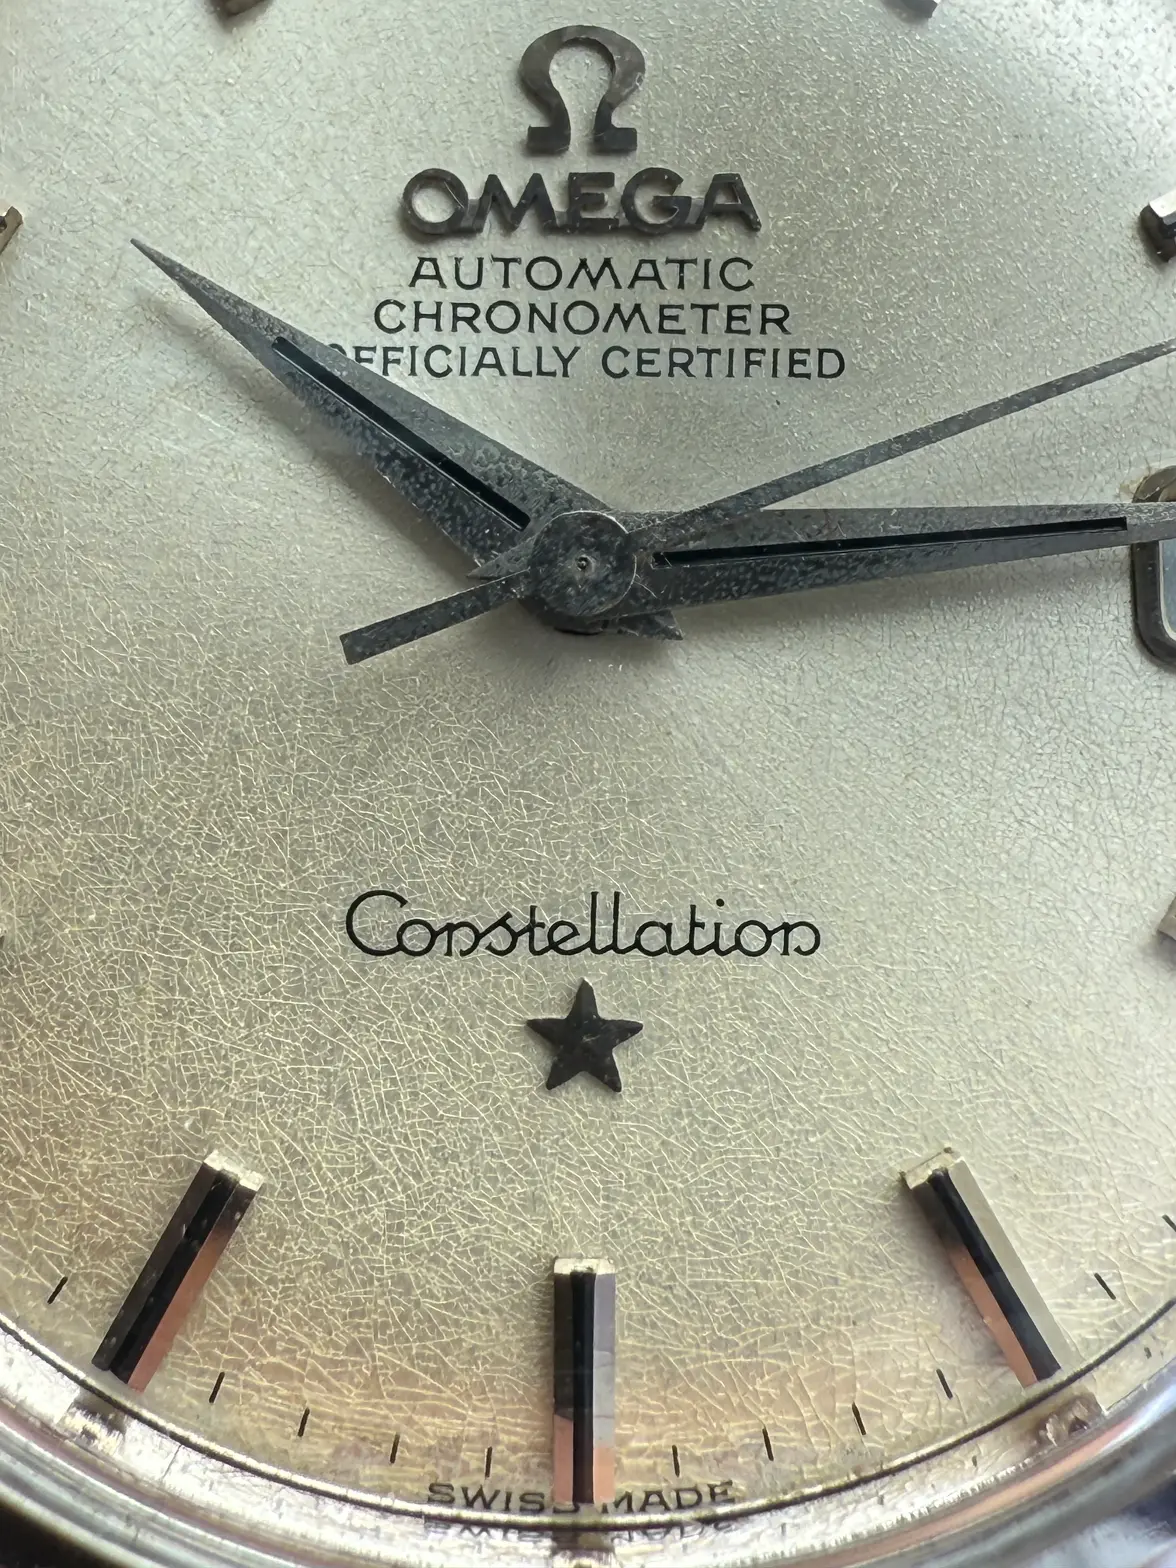 Ω
OMEGA
AUTOMATIC
CHRONOMETER
OFFICIALLY CERTIFIED
Constellation
SWISS MADE